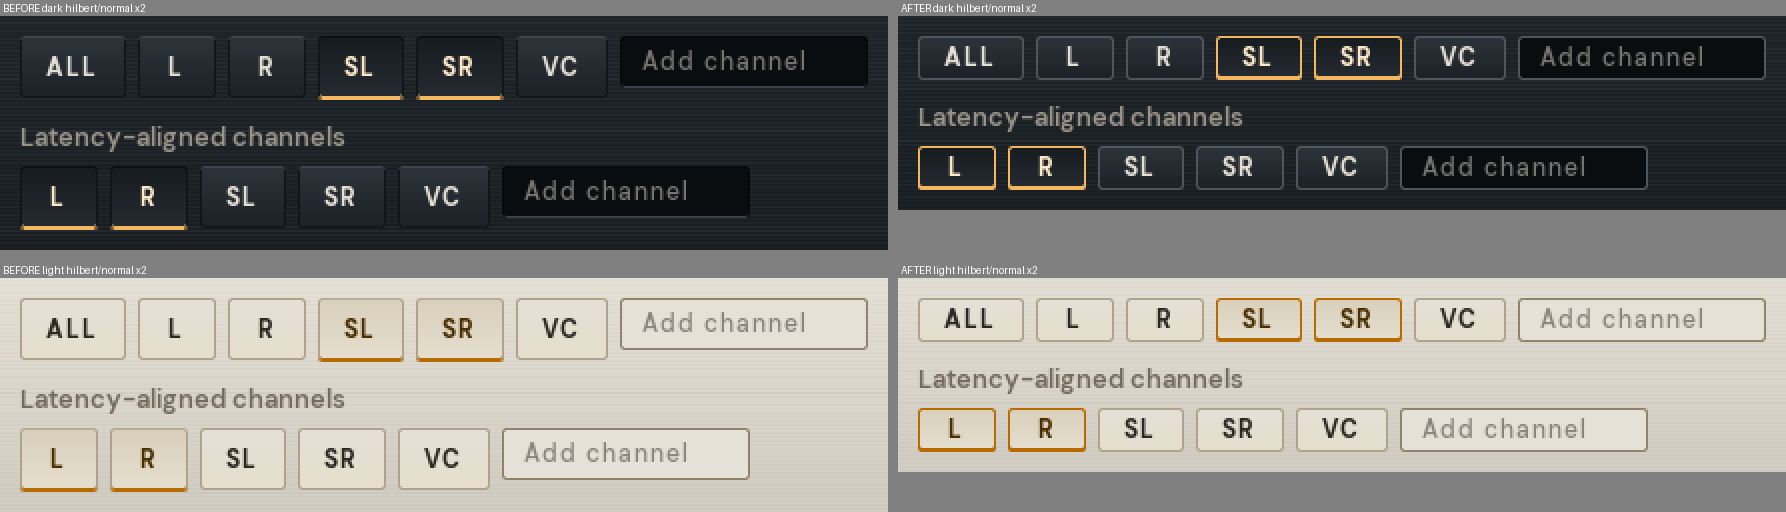 BEFORE dark hilbert/normal x2
ALL L R SL SR VC Add channel
Latency-aligned channels
L R SL SR VC Add channel
AFTER dark hilbert/normal x2
ALL L R SL SR VC Add channel
Latency-aligned channels
L R SL SR VC Add channel
BEFORE light hilbert/normal x2
ALL L R SL SR VC Add channel
Latency-aligned channels
L R SL SR VC Add channel
AFTER light hilbert/normal x2
ALL L R SL SR VC Add channel
Latency-aligned channels
L R SL SR VC Add channel